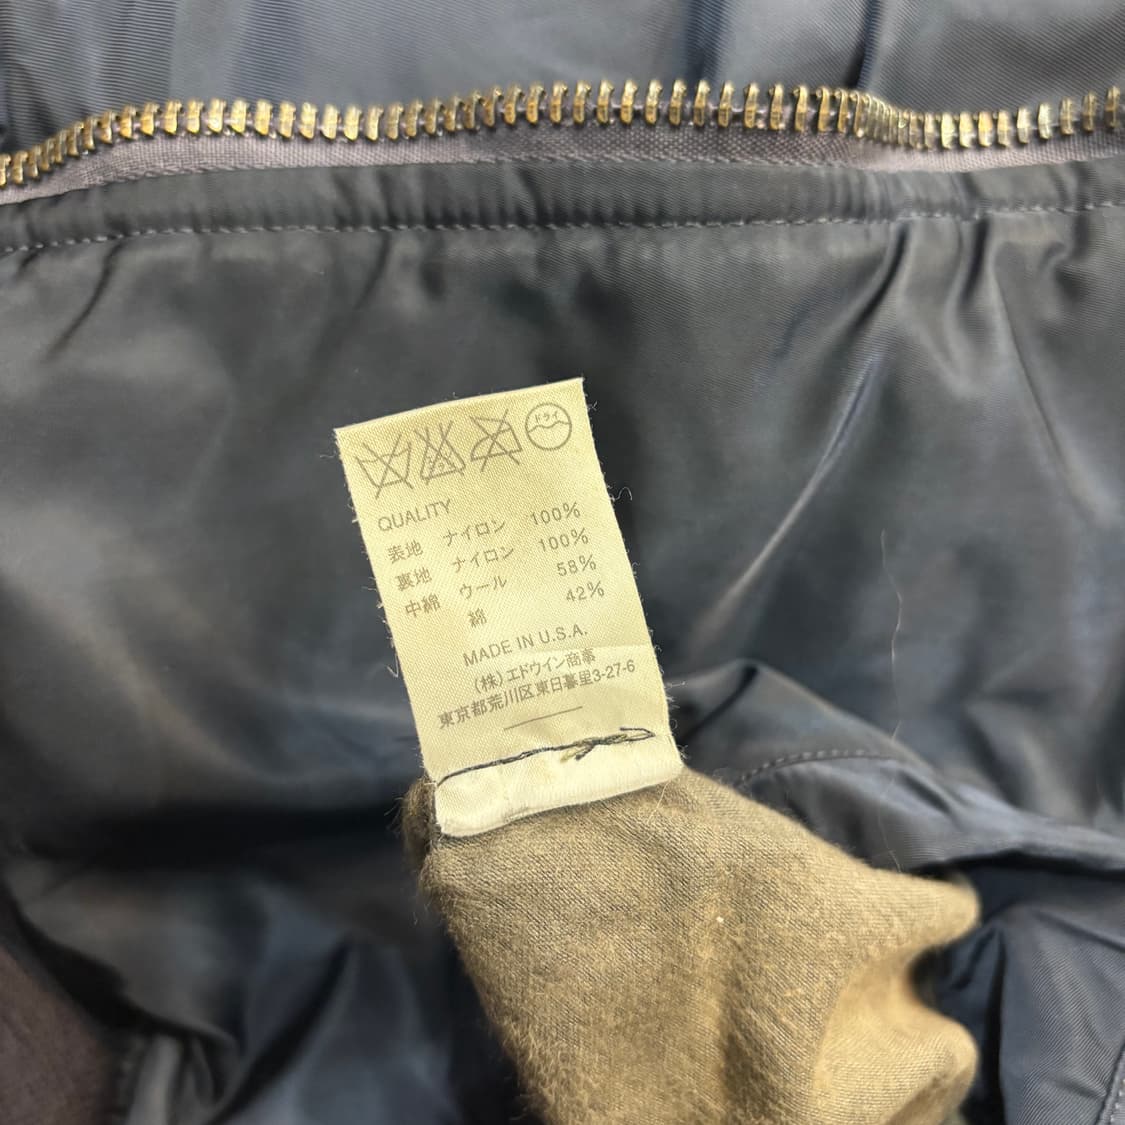 ドライ
QUALITY
表地 ナイロン 100%
裏地 ナイロン 100%
中綿 ウール 58%
綿 42%
MADE IN U.S.A.
(株)エドウイン商事
東京都荒川区東日暮里3-27-6